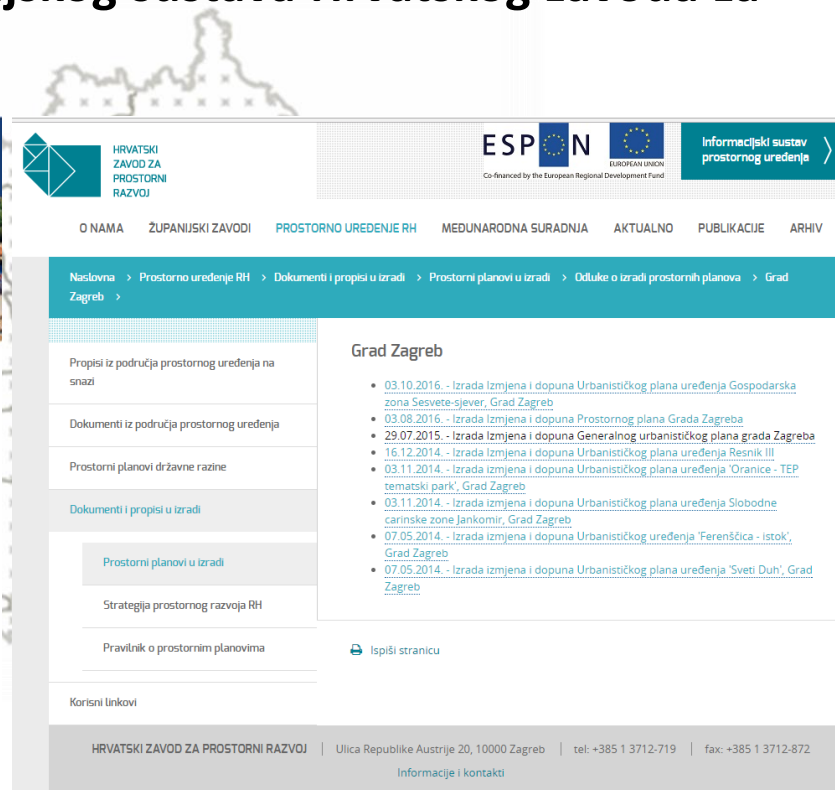 HRVATSKI
ZAVOD ZA
PROSTORNI
RAZVOJ
ESPON
EUROPEAN UNION
Co-financed by the European Regional Development Fund
Informacijski sustav
prostornog uređenja
O NAMA ŽUPANIJSKI ZAVODI PROSTORNO UREĐENJE RH MEĐUNARODNA SURADNJA AKTUALNO PUBLIKACIJE ARHIV
Naslovna > Prostorno uređenje RH > Dokumenti i propisi u izradi > Prostorni planovi u izradi > Odluke o izradi prostornih planova > Grad
Zagreb >
Propisi iz područja prostornog uređenja na
snazi
Dokumenti iz područja prostornog uređenja
Prostorni planovi državne razine
Dokumenti i propisi u izradi
Prostorni planovi u izradi
Strategija prostornog razvoja RH
Pravilnik o prostornim planovima
Korisni linkovi
Grad Zagreb
• 03.10.2016. - Izrada Izmjena i dopuna Urbanističkog plana uređenja Gospodarska
zona Sesvete-sjever, Grad Zagreb
• 03.08.2016. - Izrada Izmjena i dopuna Prostornog plana Grada Zagreba
• 29.07.2015. - Izrada Izmjena i dopuna Generalnog urbanističkog plana grada Zagreba
• 16.12.2014. - Izrada izmjena i dopuna Urbanističkog plana uređenja Resnik III
• 03.11.2014. - Izrada izmjena i dopuna Urbanističkog plana uređenja 'Oranice - TEP
tematski park', Grad Zagreb
• 03.11.2014. - Izrada izmjena i dopuna Urbanističkog plana uređenja Slobodne
carinske zone Jankomir, Grad Zagreb
• 07.05.2014. - Izrada izmjena i dopuna Urbanističkog uređenja 'Ferenščica - istok',
Grad Zagreb
• 07.05.2014. - Izrada izmjena i dopuna Urbanističkog plana uređenja 'Sveti Duh', Grad
Zagreb
Ispiši stranicu
HRVATSKI ZAVOD ZA PROSTORNI RAZVOJ | Ulica Republike Austrije 20, 10000 Zagreb | tel: +385 1 3712-719 | fax: +385 1 3712-872
Informacije i kontakti